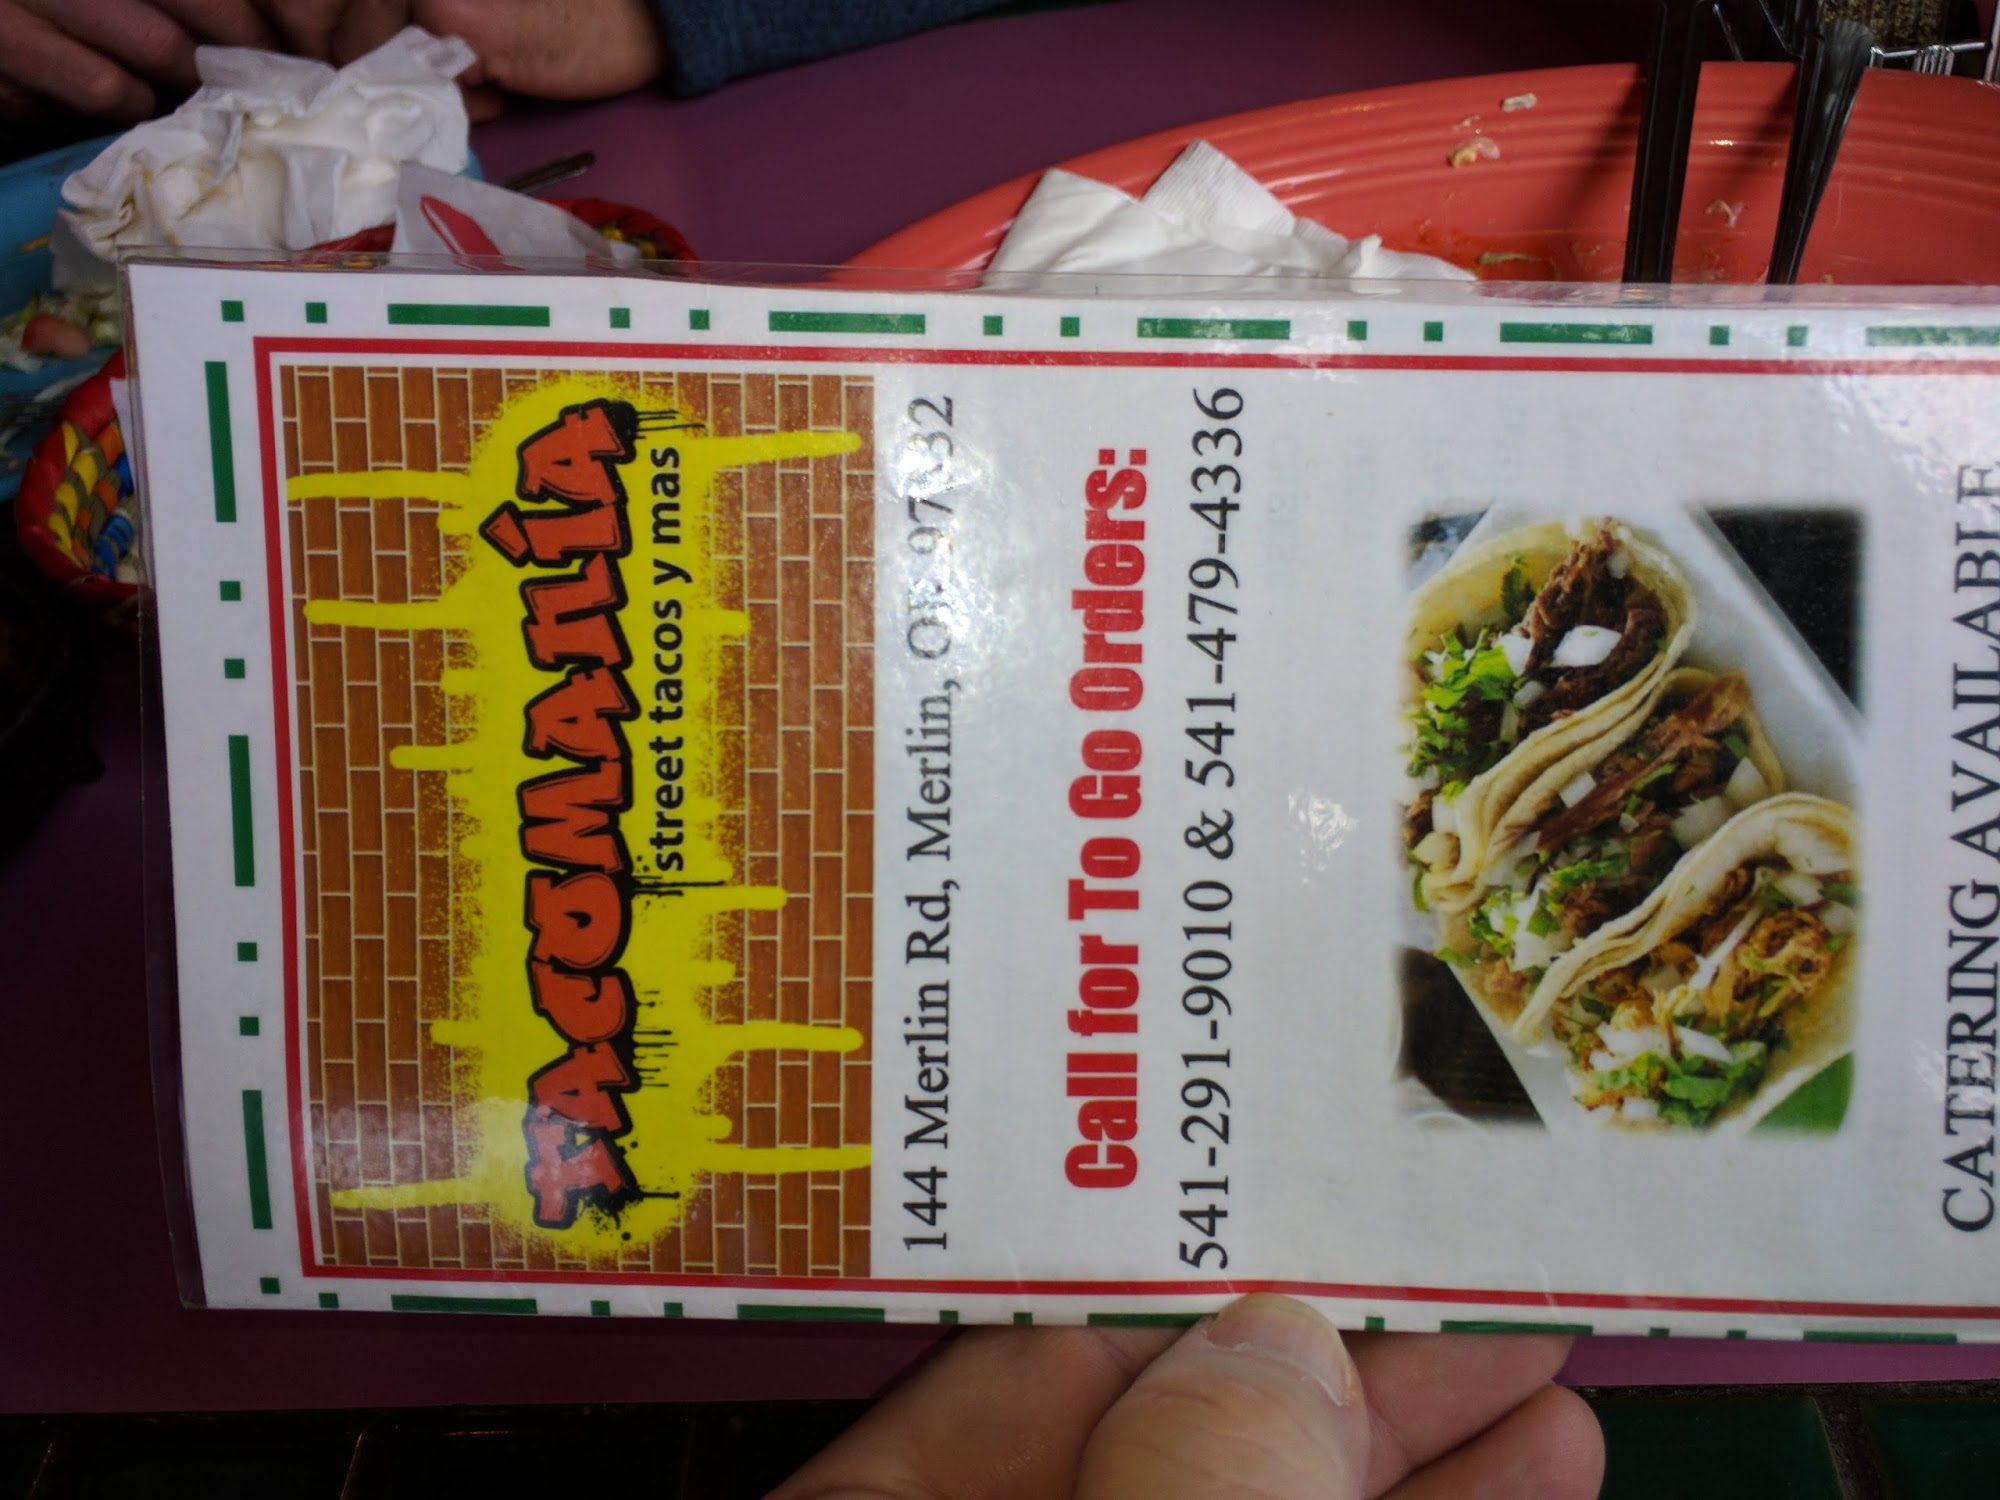 TACOMANÍA
street tacos y mas
144 Merlin Rd, Merlin, OR 97532
Call for To Go Orders:
541-291-9010 & 541-479-4336
CATERING AVAILABLE